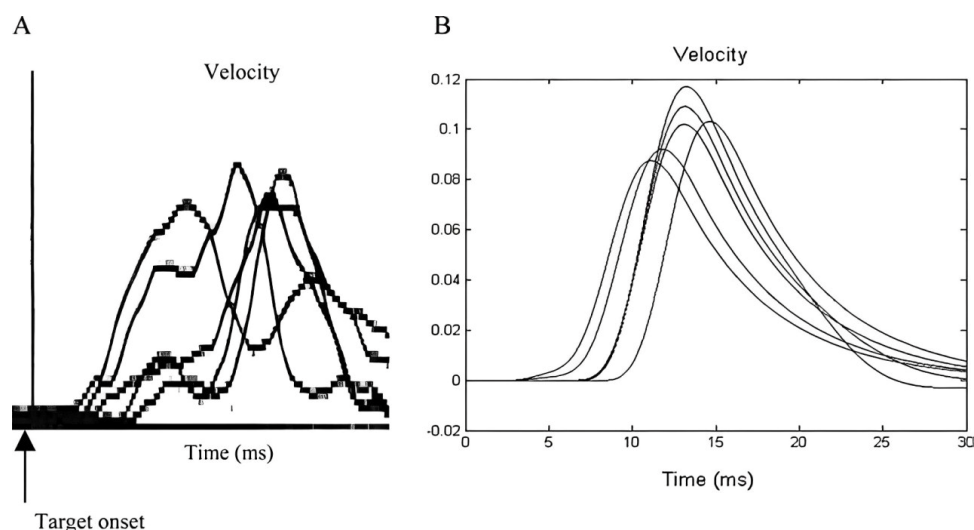 A
Velocity
Time (ms)
Target onset
B
Velocity
0.12
0.1
0.08
0.06
0.04
0.02
0
-0.02
0 5 10 15 20 25 30
Time (ms)